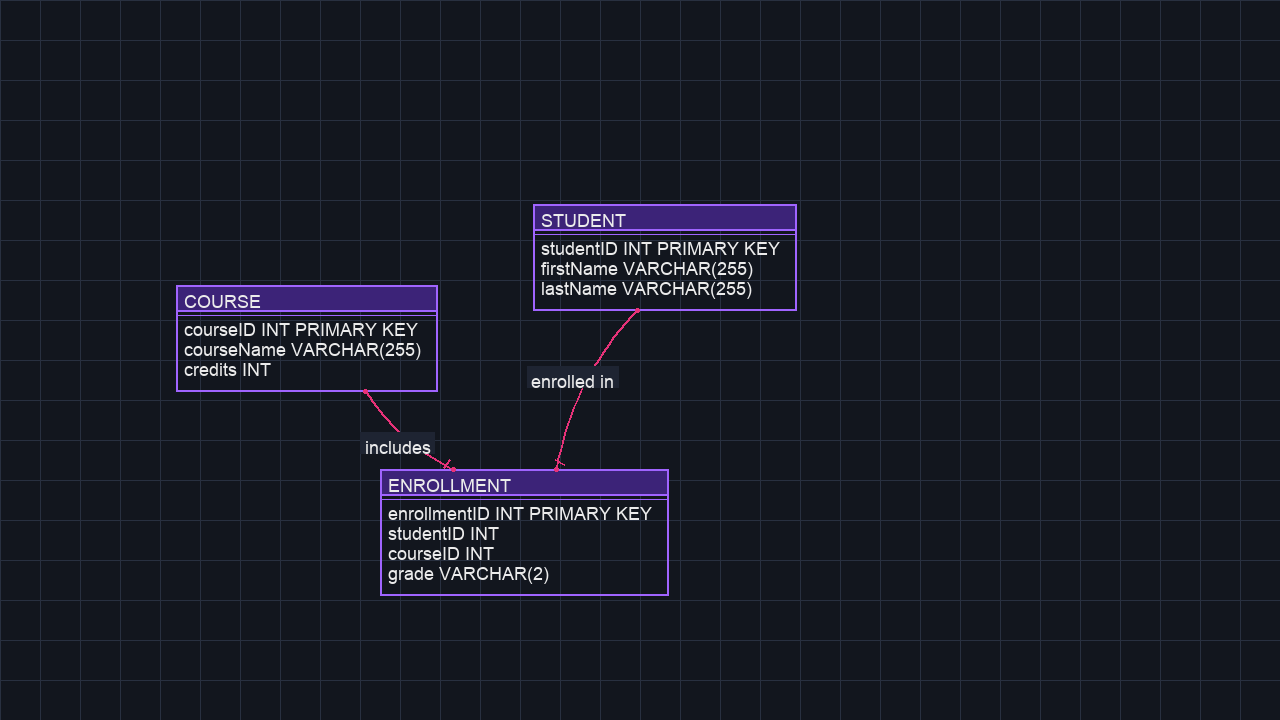 STUDENT
studentID INT PRIMARY KEY
firstName VARCHAR(255)
lastName VARCHAR(255)
COURSE
courseID INT PRIMARY KEY
courseName VARCHAR(255)
credits INT
enrolled in
includes
ENROLLMENT
enrollmentID INT PRIMARY KEY
studentID INT
courseID INT
grade VARCHAR(2)